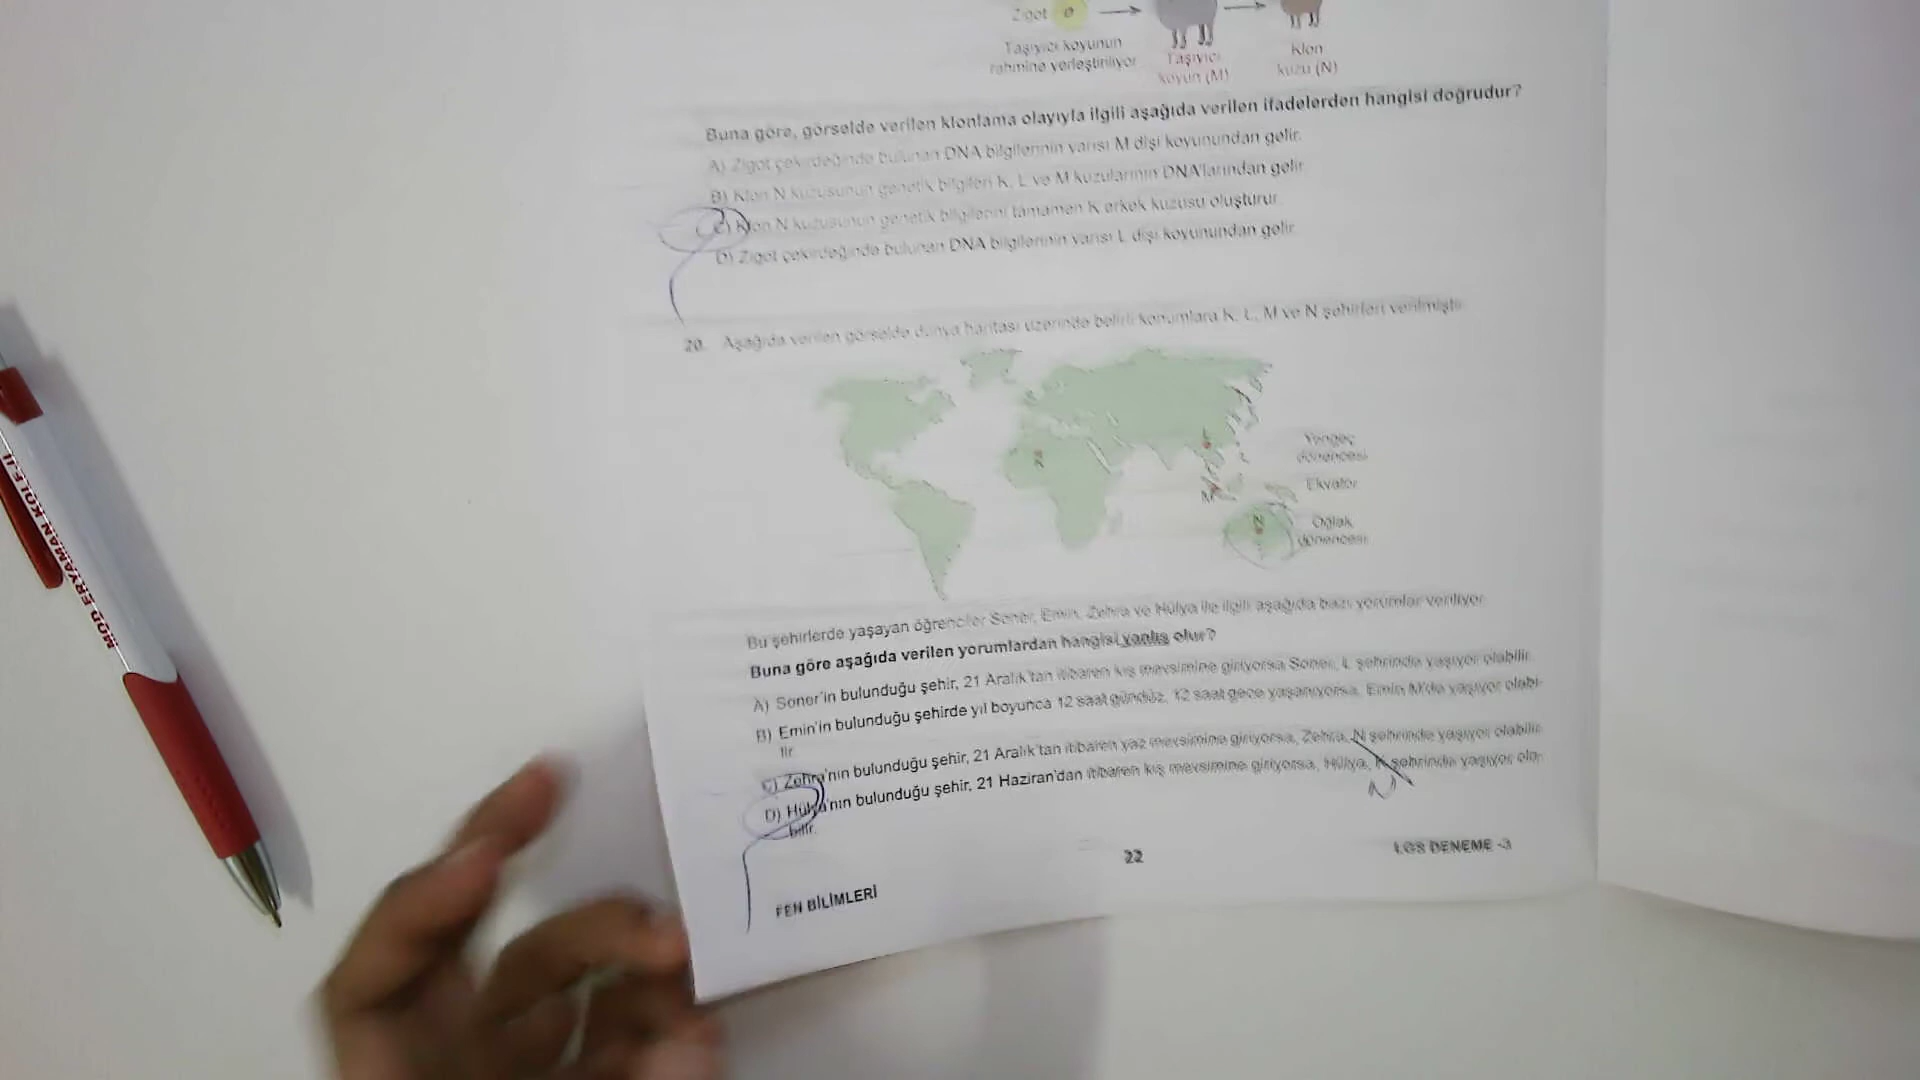 Zigot
Taşıyıcı koyunun
rahmine yerleştiriliyor
Taşıyıcı
koyun (M)
Klon
kuzu (N)
Buna göre, görselde verilen klonlama olayıyla ilgili aşağıda verilen ifadelerden hangisi doğrudur?
A) Zigot çekirdeğinde bulunan DNA bilgilerinin yarısı M dişi koyunundan gelir.
B) Klon N kuzusunun genetik bilgileri K, L ve M kuzularının DNA'larından gelir.
C) Klon N kuzusunun genetik bilgilerini tamamen K erkek kuzusu oluşturur.
D) Zigot çekirdeğinde bulunan DNA bilgilerinin yarısı L dişi koyunundan gelir.
20. Aşağıda verilen görselde dünya haritası üzerinde belirli konumlara K, L, M ve N şehirleri verilmiştir.
L
Yengeç
dönencesi
K
Ekvator
M
N
Oğlak
dönencesi
Bu şehirlerde yaşayan öğrenciler Soner, Emin, Zehra ve Hülya ile ilgili aşağıda bazı yorumlar veriliyor.
Buna göre aşağıda verilen yorumlardan hangisi yanlış olur?
A) Soner'in bulunduğu şehir, 21 Aralık'tan itibaren kış mevsimine giriyorsa Soner, L şehrinde yaşıyor olabilir.
B) Emin'in bulunduğu şehirde yıl boyunca 12 saat gündüz, 12 saat gece yaşanıyorsa, Emin M'de yaşıyor olabi-
lir.
C) Zehra'nın bulunduğu şehir, 21 Aralık'tan itibaren yaz mevsimine giriyorsa, Zehra, N şehrinde yaşıyor olabilir.
D) Hülya'nın bulunduğu şehir, 21 Haziran'dan itibaren kış mevsimine giriyorsa, Hülya, K şehrinde yaşıyor ola-
bilir.
N
22
LGS DENEME -3
FEN BİLİMLERİ
MOD ERYAMAN KOLEJİ